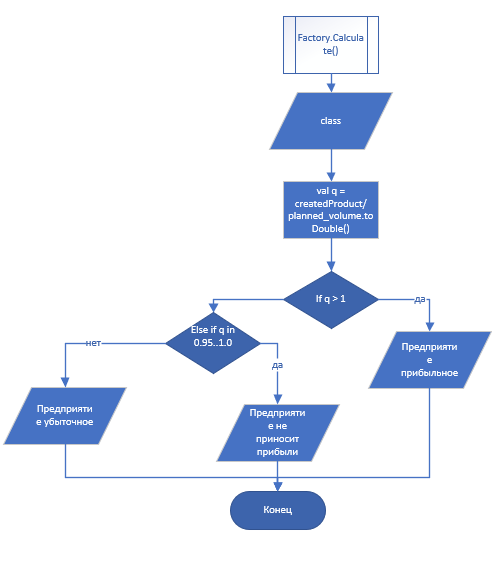 Factory.Calcula
te()
class
val q =
createdProduct/
planned_volume.to
Double()
If q > 1
да
Else if q in
0.95..1.0
нет
да
Предприяти
е
прибыльное
Предприяти
е убыточное
Предприяти
е не
приносит
прибыли
Конец